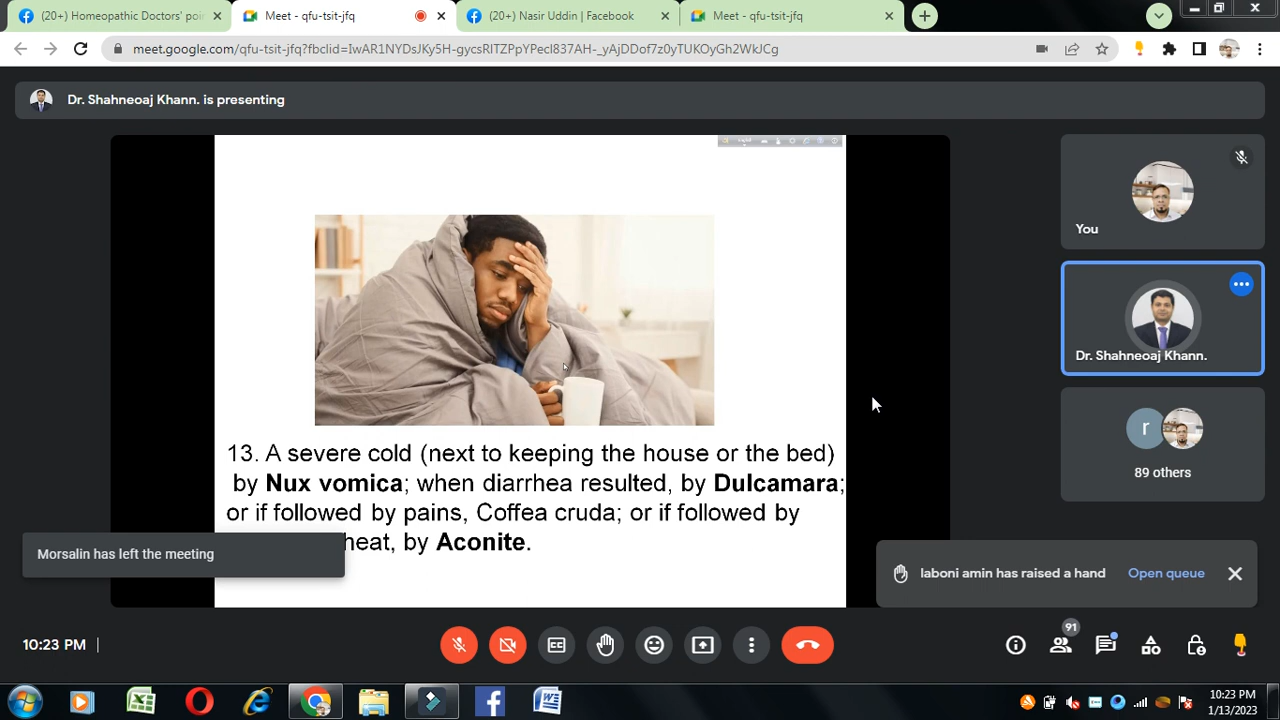 (20+) Homeopathic Doctors' poi
Meet - qfu-tsit-jfq
(20+) Nasir Uddin | Facebook
Meet - qfu-tsit-jfq
meet.google.com/qfu-tsit-jfq?fbclid=IwAR1NYDsJKy5H-gycsRlTZPpYPecl837AH-_yAjDDof7z0yTUKOyGh2WkJCg
Dr. Shahneoaj Khann. is presenting
You
Dr. Shahneoaj Khann.
r
89 others
13. A severe cold (next to keeping the house or the bed)
by Nux vomica; when diarrhea resulted, by Dulcamara;
or if followed by pains, Coffea cruda; or if followed by
heat, by Aconite.
Morsalin has left the meeting
laboni amin has raised a hand
Open queue
10:23 PM
91
10:23 PM
1/13/2023